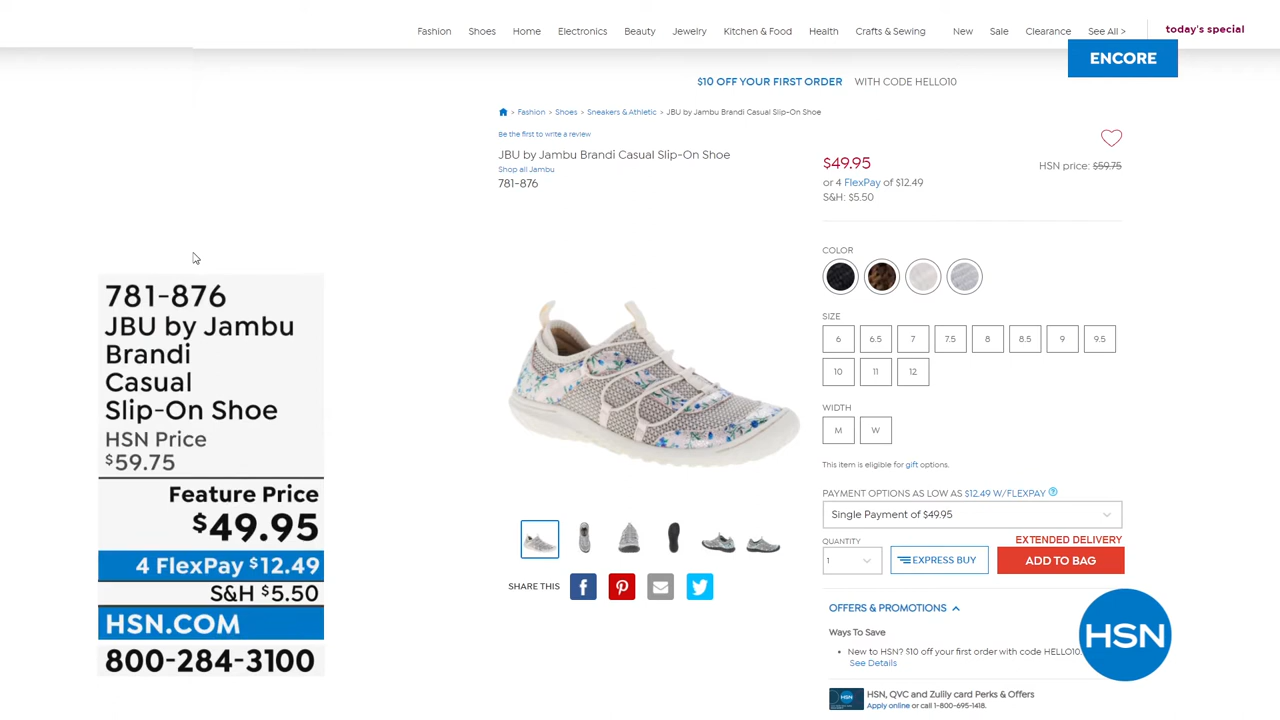 Fashion Shoes Home Electronics Beauty Jewelry Kitchen & Food Health Crafts & Sewing New Sale Clearance See All > today's special
ENCORE
$10 OFF YOUR FIRST ORDER WITH CODE HELLO10
> Fashion > Shoes > Sneakers & Athletic > JBU by Jambu Brandi Casual Slip-On Shoe
Be the first to write a review
JBU by Jambu Brandi Casual Slip-On Shoe
Shop all Jambu
781-876
$49.95
HSN price: $59.75
or 4 FlexPay of $12.49
S&H: $5.50
COLOR
SIZE
6 6.5 7 7.5 8 8.5 9 9.5
10 11 12
WIDTH
M W
This item is eligible for gift options.
PAYMENT OPTIONS AS LOW AS $12.49 W/FLEXPAY ?
Single Payment of $49.95
QUANTITY
EXTENDED DELIVERY
1
EXPRESS BUY
ADD TO BAG
SHARE THIS
OFFERS & PROMOTIONS
Ways To Save
• New to HSN? $10 off your first order with code HELLO10.
See Details
HSN, QVC and Zulily card Perks & Offers
Apply online or call 1-800-695-1418.
HSN
781-876
JBU by Jambu
Brandi
Casual
Slip-On Shoe
HSN Price
$59.75
Feature Price
$49.95
4 FlexPay $12.49
S&H $5.50
HSN.COM
800-284-3100